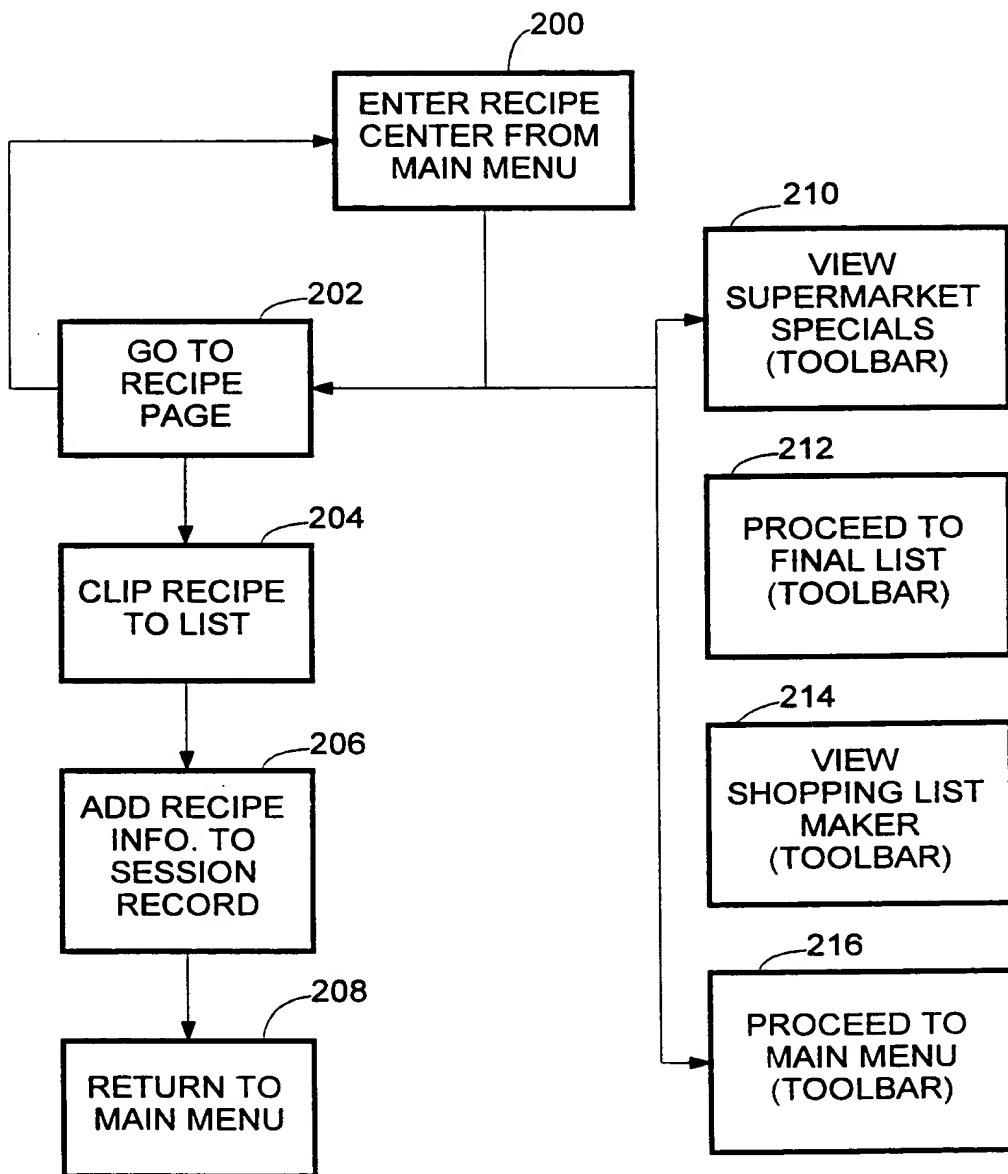 200
ENTER RECIPE
CENTER FROM
MAIN MENU
202
GO TO
RECIPE
PAGE
204
CLIP RECIPE
TO LIST
206
ADD RECIPE
INFO. TO
SESSION
RECORD
208
RETURN TO
MAIN MENU
210
VIEW
SUPERMARKET
SPECIALS
(TOOLBAR)
212
PROCEED TO
FINAL LIST
(TOOLBAR)
214
VIEW
SHOPPING LIST
MAKER
(TOOLBAR)
216
PROCEED TO
MAIN MENU
(TOOLBAR)